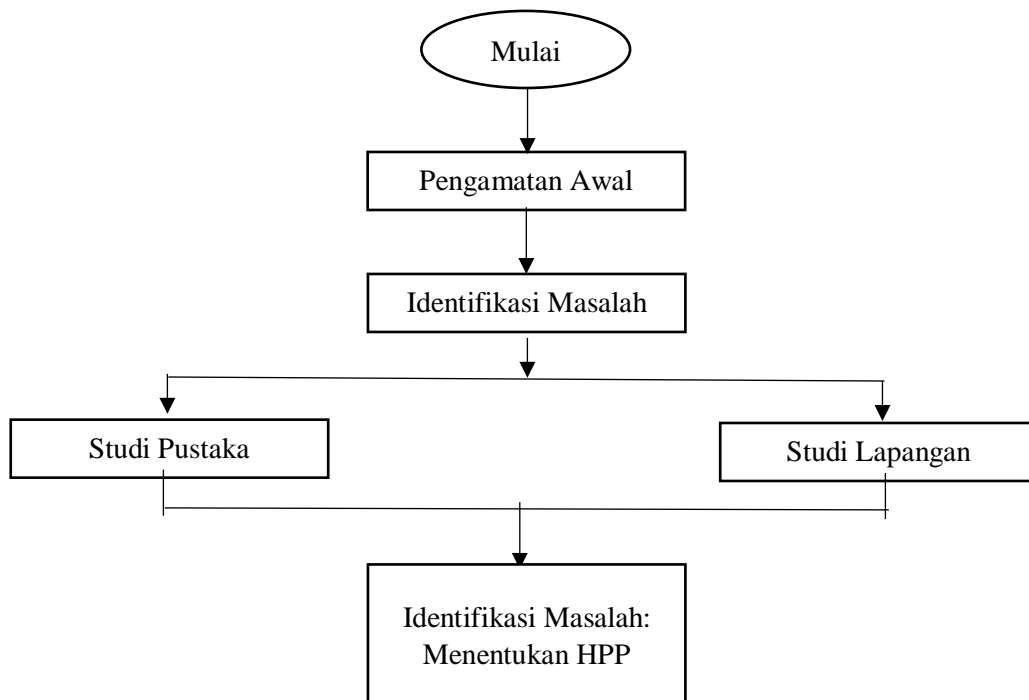 Mulai
Pengamatan Awal
Identifikasi Masalah
Studi Pustaka
Studi Lapangan
Identifikasi Masalah:
Menentukan HPP